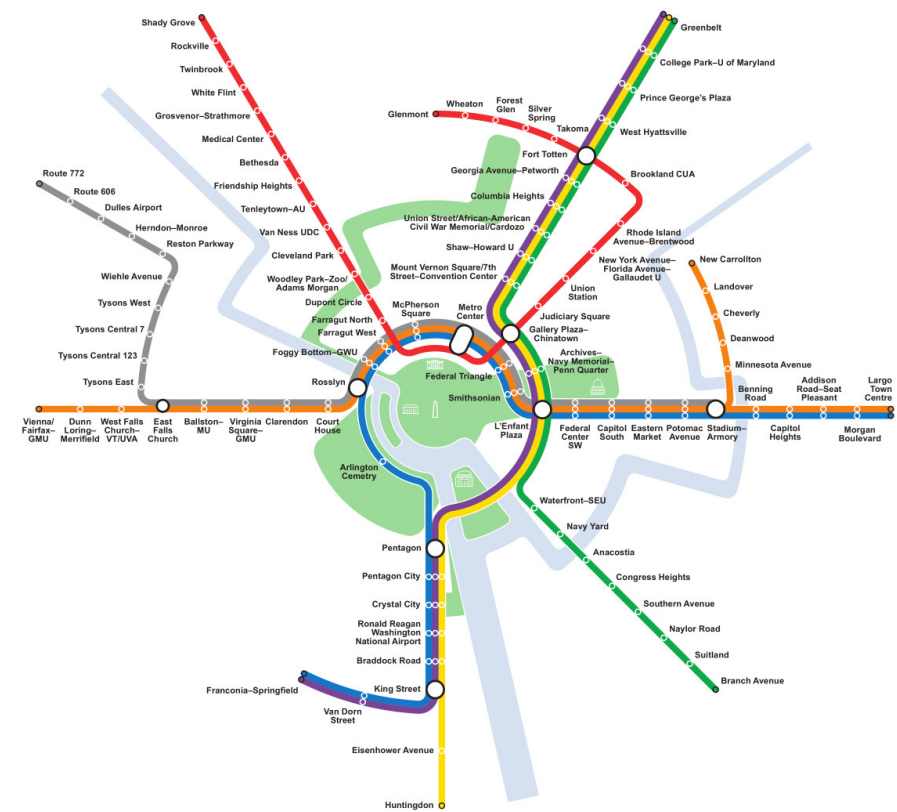 Shady Grove
Rockville
Twinbrook
White Flint
Grosvenor–Strathmore
Medical Center
Bethesda
Friendship Heights
Tenleytown–AU
Van Ness UDC
Cleveland Park
Woodley Park–Zoo/
Adams Morgan
Dupont Circle
Farragut North
Farragut West
Foggy Bottom–GWU
Rosslyn
McPherson
Square
Metro
Center
Greenbelt
College Park–U of Maryland
Prince George's Plaza
West Hyattsville
Glenmont
Wheaton
Forest
Glen
Silver
Spring
Takoma
Fort Totten
Brookland CUA
Georgia Avenue–Petworth
Columbia Heights
Union Street/African-American
Civil War Memorial/Cardozo
Shaw–Howard U
Mount Vernon Square/7th
Street–Convention Center
Rhode Island
Avenue–Brentwood
New York Avenue–
Florida Avenue–
Gallaudet U
Union
Station
Judiciary Square
Gallery Plaza–
Chinatown
Archives–
Navy Memorial–
Penn Quarter
Federal Triangle
Smithsonian
L'Enfant
Plaza
New Carrollton
Landover
Cheverly
Deanwood
Minnesota Avenue
Route 772
Route 606
Dulles Airport
Herndon–Monroe
Reston Parkway
Wiehle Avenue
Tysons West
Tysons Central 7
Tysons Central 123
Tysons East
Vienna/
Fairfax–
GMU
Dunn
Loring–
Merrifield
West Falls
Church–
VT/UVA
East
Falls
Church
Ballston–
MU
Virginia
Square–
GMU
Clarendon
Court
House
Federal
Center
SW
Capitol
South
Eastern
Market
Potomac
Avenue
Stadium–
Armory
Benning
Road
Capitol
Heights
Addison
Road–Seat
Pleasant
Morgan
Boulevard
Largo
Town
Centre
Arlington
Cemetry
Pentagon
Pentagon City
Crystal City
Ronald Reagan
Washington
National Airport
Braddock Road
King Street
Franconia–Springfield
Van Dorn
Street
Eisenhower Avenue
Huntingdon
Waterfront–SEU
Navy Yard
Anacostia
Congress Heights
Southern Avenue
Naylor Road
Suitland
Branch Avenue